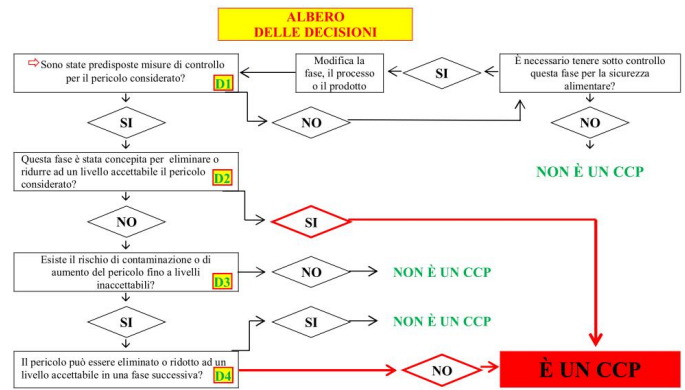 ALBERO
DELLE DECISIONI
⇨Sono state predisposte misure di controllo
per il pericolo considerato?
D1
Modifica la
fase, il processo
o il prodotto
SI
È necessario tenere sotto controllo
questa fase per la sicurezza
alimentare?
SI
NO
NO
NON È UN CCP
Questa fase è stata concepita per eliminare o
ridurre ad un livello accettabile il pericolo
considerato?
D2
NO
SI
Esiste il rischio di contaminazione o di
aumento del pericolo fino a livelli
inaccettabili?
D3
NO
NON È UN CCP
SI
SI
NON È UN CCP
Il pericolo può essere eliminato o ridotto ad un
livello accettabile in una fase successiva?
D4
NO
È UN CCP